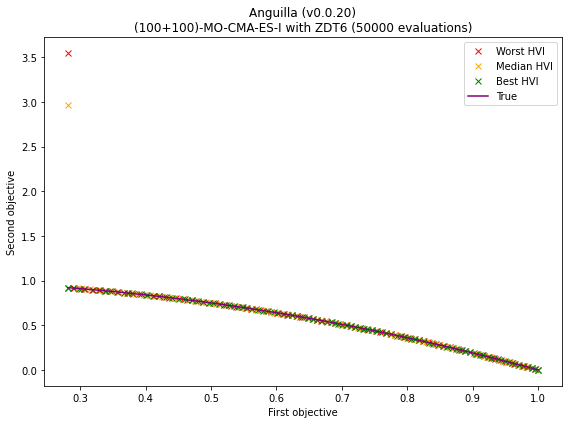 Anguilla (v0.0.20)
(100+100)-MO-CMA-ES-I with ZDT6 (50000 evaluations)
Worst HVI
Median HVI
Best HVI
True
Second objective
3.5
3.0
2.5
2.0
1.5
1.0
0.5
0.0
0.3 0.4 0.5 0.6 0.7 0.8 0.9 1.0
First objective